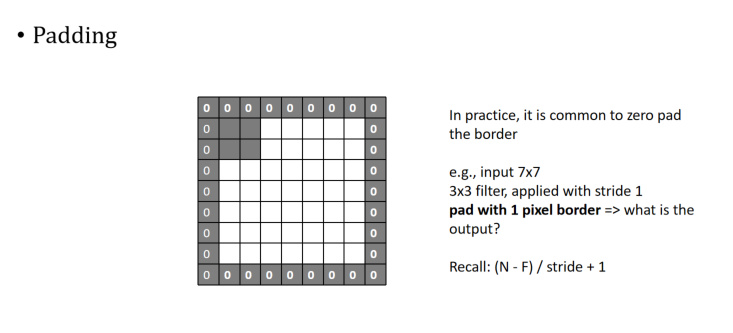 • Padding
0 0 0 0 0 0 0 0 0
0 0
0 0
0 0
0 0
0 0
0 0
0 0
0 0 0 0 0 0 0 0 0
In practice, it is common to zero pad
the border
e.g., input 7x7
3x3 filter, applied with stride 1
pad with 1 pixel border => what is the
output?
Recall: (N - F) / stride + 1